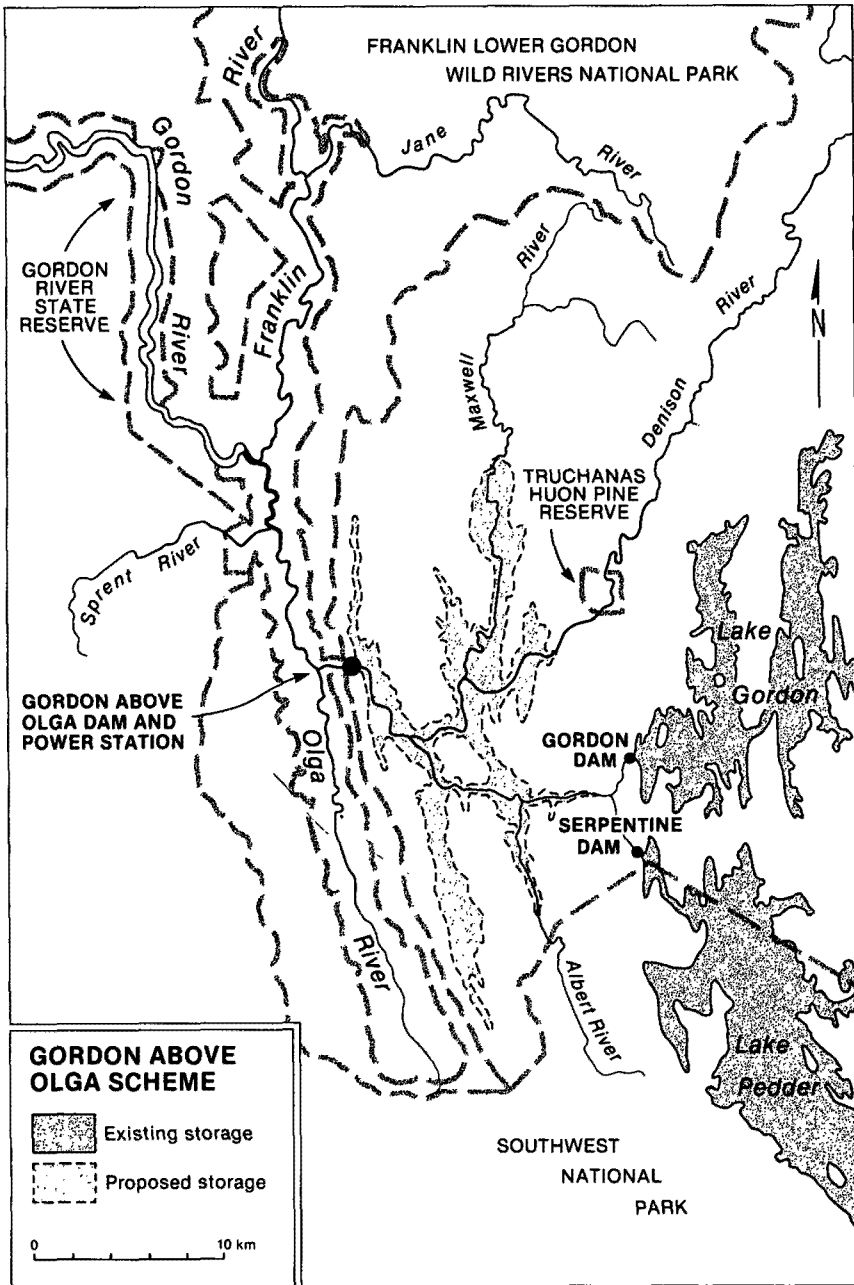 FRANKLIN LOWER GORDON
WILD RIVERS NATIONAL PARK
River
Gordon
River
Jane
River
GORDON
RIVER
STATE
RESERVE
Franklin
River
Maxwell
River
Denison
N
TRUCHANAS
HUON PINE
RESERVE
Sprent River
Lake
Gordon
GORDON ABOVE
OLGA DAM AND
POWER STATION
Olga
River
GORDON
DAM
SERPENTINE
DAM
Albert River
Lake
Pedder
SOUTHWEST
NATIONAL
PARK
GORDON ABOVE
OLGA SCHEME
Existing storage
Proposed storage
0 10 km